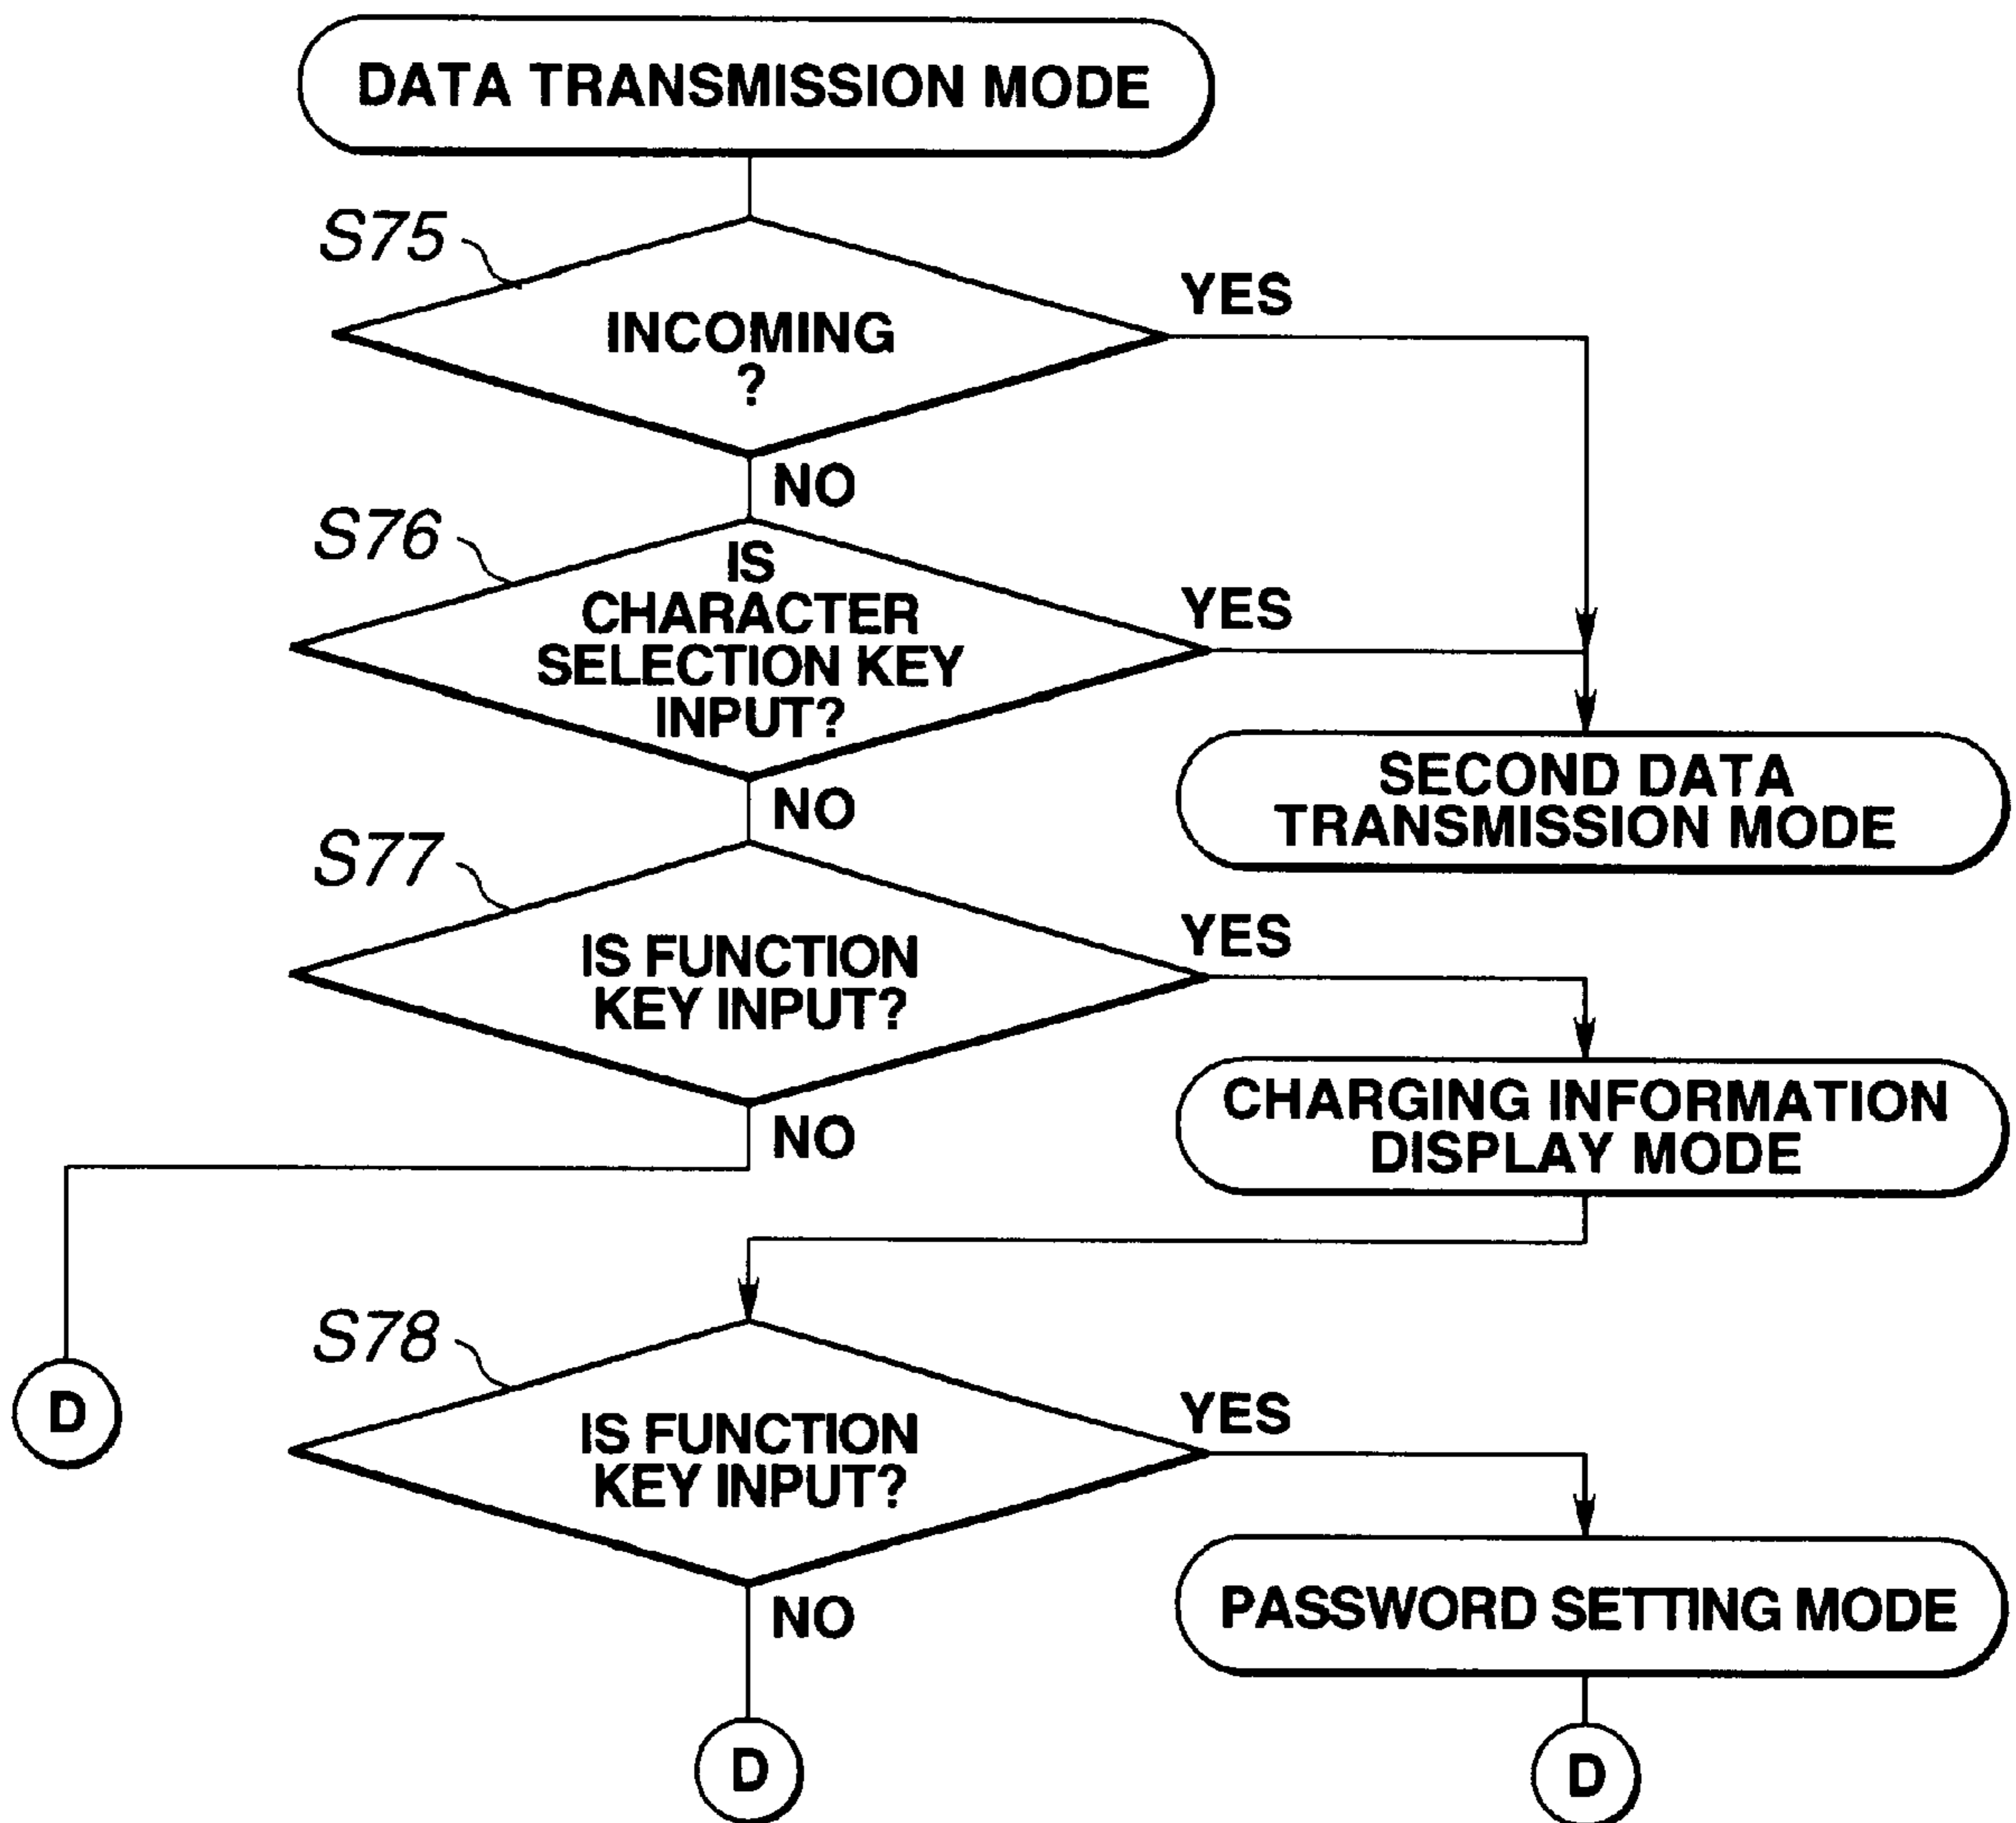 DATA TRANSMISSION MODE
S75
INCOMING
?
YES
NO
S76
IS
CHARACTER
SELECTION KEY
INPUT?
YES
NO
SECOND DATA
TRANSMISSION MODE
S77
IS FUNCTION
KEY INPUT?
YES
NO
CHARGING INFORMATION
DISPLAY MODE
D
S78
IS FUNCTION
KEY INPUT?
YES
NO
PASSWORD SETTING MODE
D
D